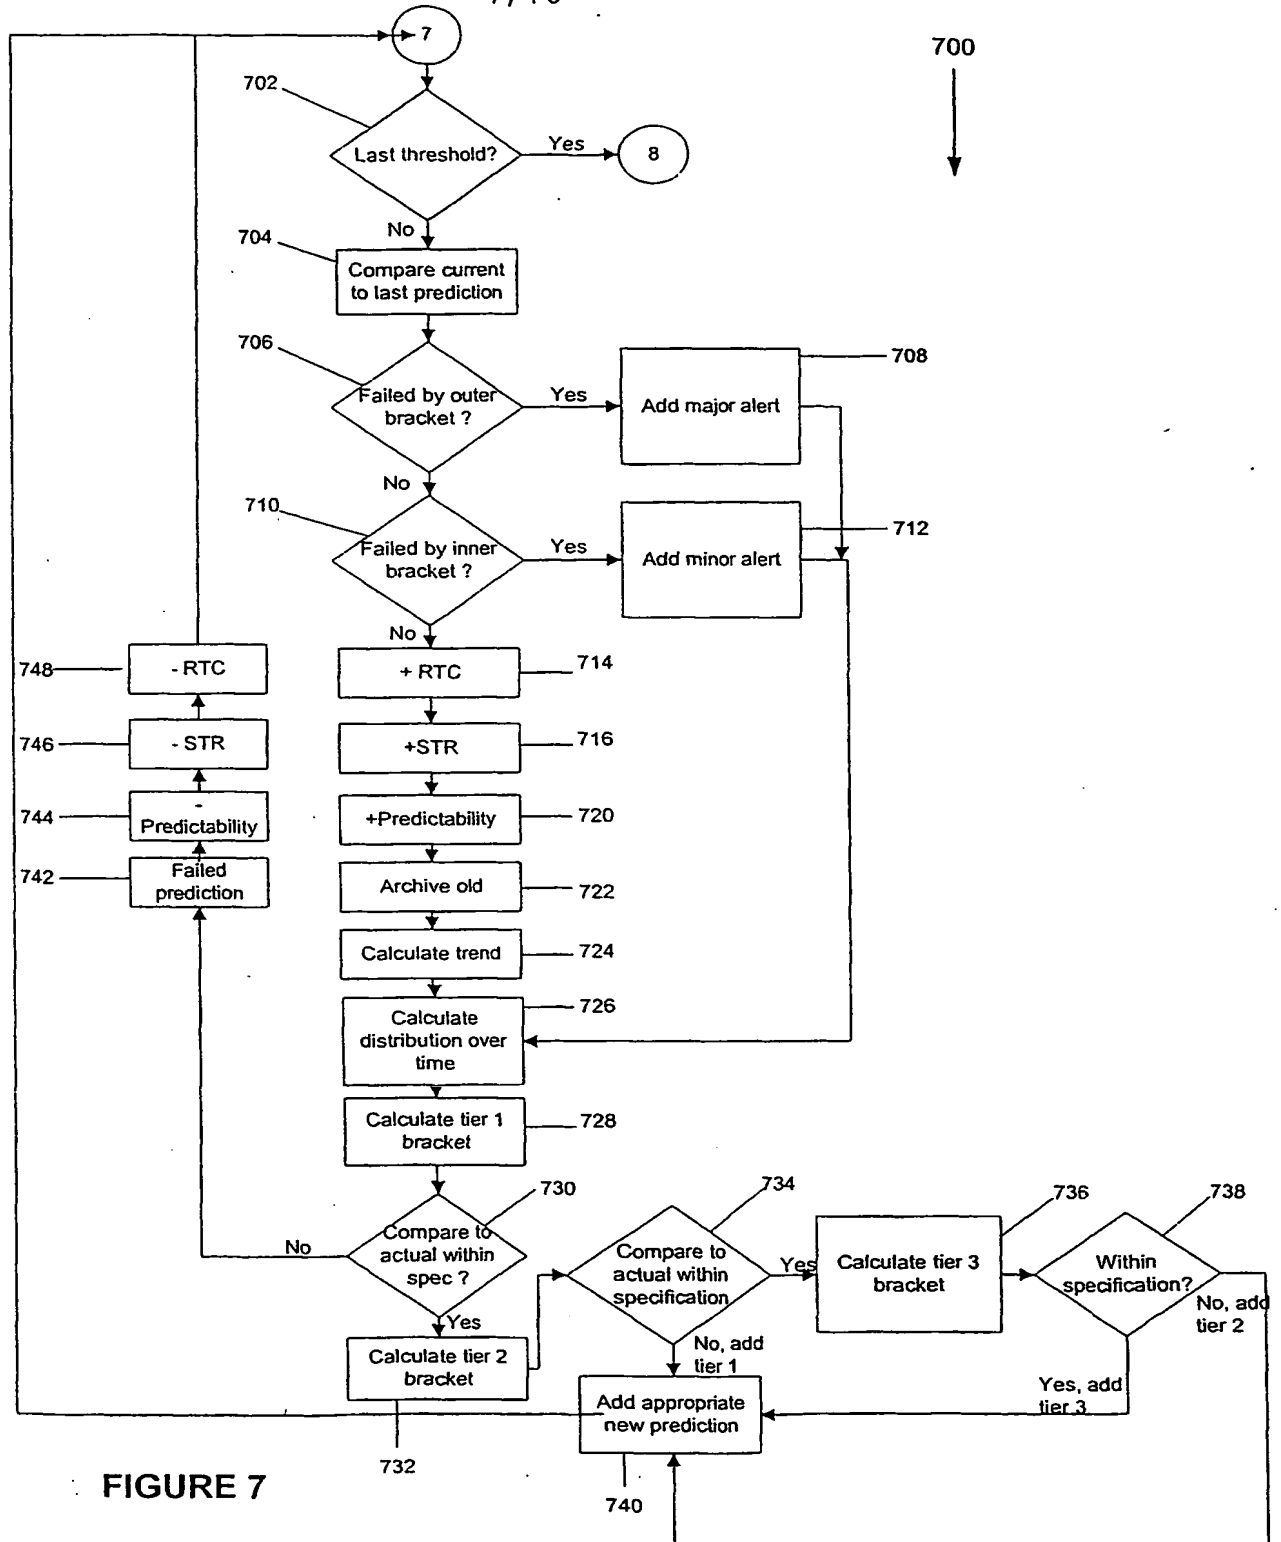 7
700
702
Last threshold?
Yes
8
No
704
Compare current
to last prediction
706
Failed by outer
bracket ?
Yes
Add major alert
708
No
710
Failed by inner
bracket ?
Yes
Add minor alert
712
No
748
- RTC
+ RTC
714
746
- STR
+STR
716
744
-
Predictability
+Predictability
720
742
Failed
prediction
Archive old
722
Calculate trend
724
Calculate
distribution over
time
726
Calculate tier 1
bracket
728
730
Compare to
actual within
spec ?
No
Yes
Calculate tier 2
bracket
732
734
Compare to
actual within
specification
Yes
No, add
tier 1
736
Calculate tier 3
bracket
738
Within
specification?
No, add
tier 2
Yes, add
tier 3
Add appropriate
new prediction
740
FIGURE 7